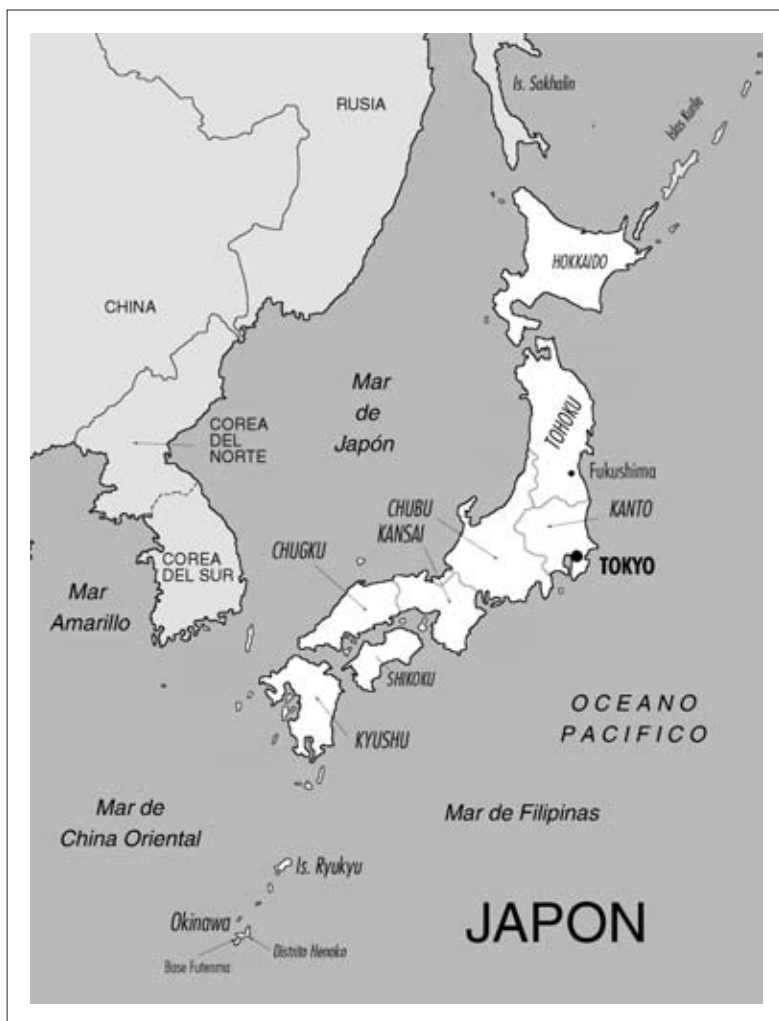 Is. Sakhalin
RUSIA
Islas Kurile
HOKKAIDO
CHINA
Mar
de
Japón
TOHOKU
COREA
DEL
NORTE
Fukushima
CHUBU
KANSAI
KANTO
CHUGKU
TOKYO
COREA
DEL SUR
Mar
Amarillo
SHIKOKU
OCEANO
PACIFICO
KYUSHU
Mar de
China Oriental
Mar de Filipinas
Is. Ryukyu
JAPON
Okinawa
Distrito Henoko
Base Futenma